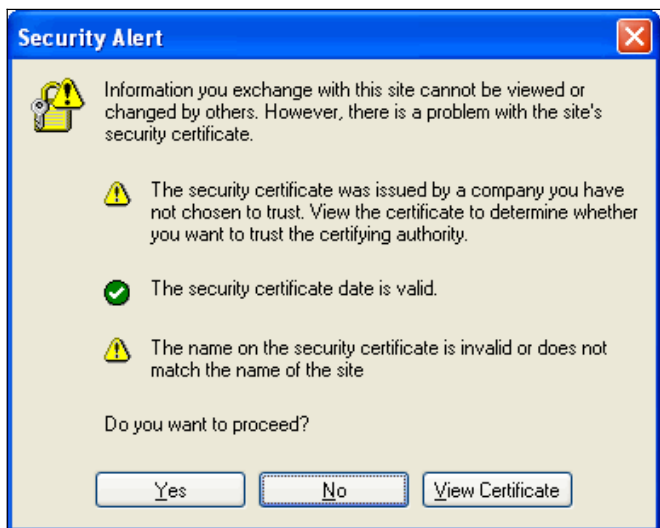 Security Alert
Information you exchange with this site cannot be viewed or
changed by others. However, there is a problem with the site's
security certificate.
The security certificate was issued by a company you have
not chosen to trust. View the certificate to determine whether
you want to trust the certifying authority.
The security certificate date is valid.
The name on the security certificate is invalid or does not
match the name of the site
Do you want to proceed?
Yes No View Certificate